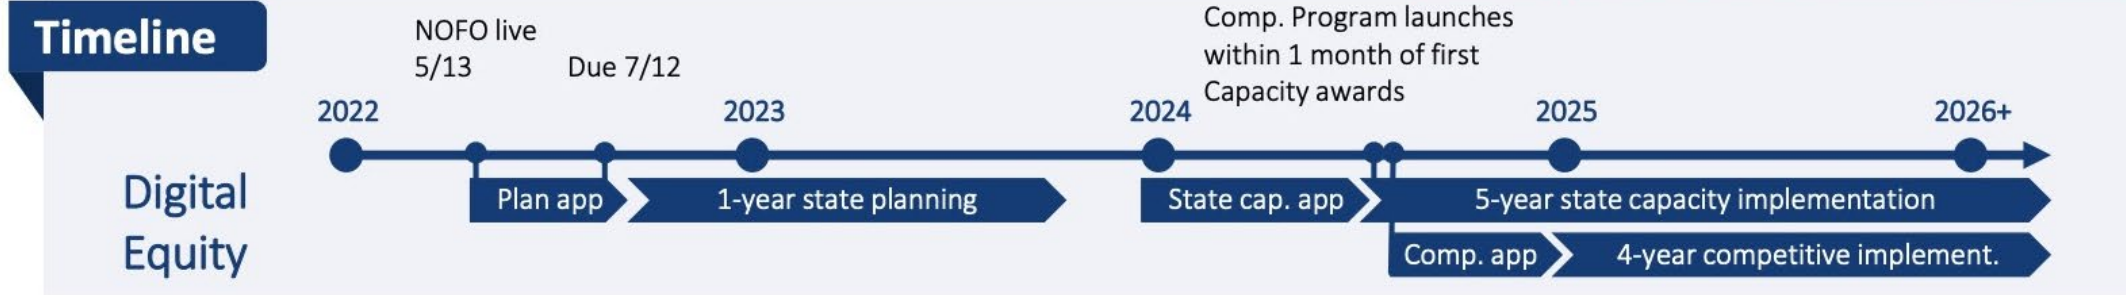 Timeline
NOFO live
5/13
Due 7/12
Comp. Program launches
within 1 month of first
Capacity awards
2022
2023
2024
2025
2026+
Digital
Equity
Plan app
1-year state planning
State cap. app
5-year state capacity implementation
Comp. app
4-year competitive implement.